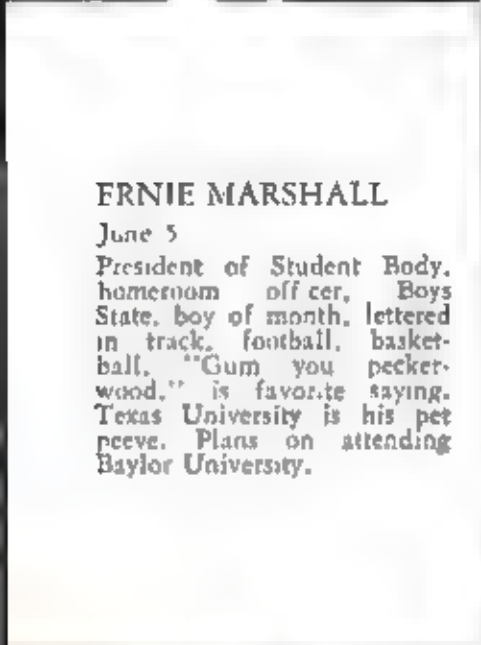 ERNIE MARSHALL
June 5
President of Student Body,
homeroom officer, Boys
State, boy of month, lettered
in track, football, basket-
ball. "Gum you pecker-
wood," is favorite saying.
Texas University is his pet
peeve. Plans on attending
Baylor University.